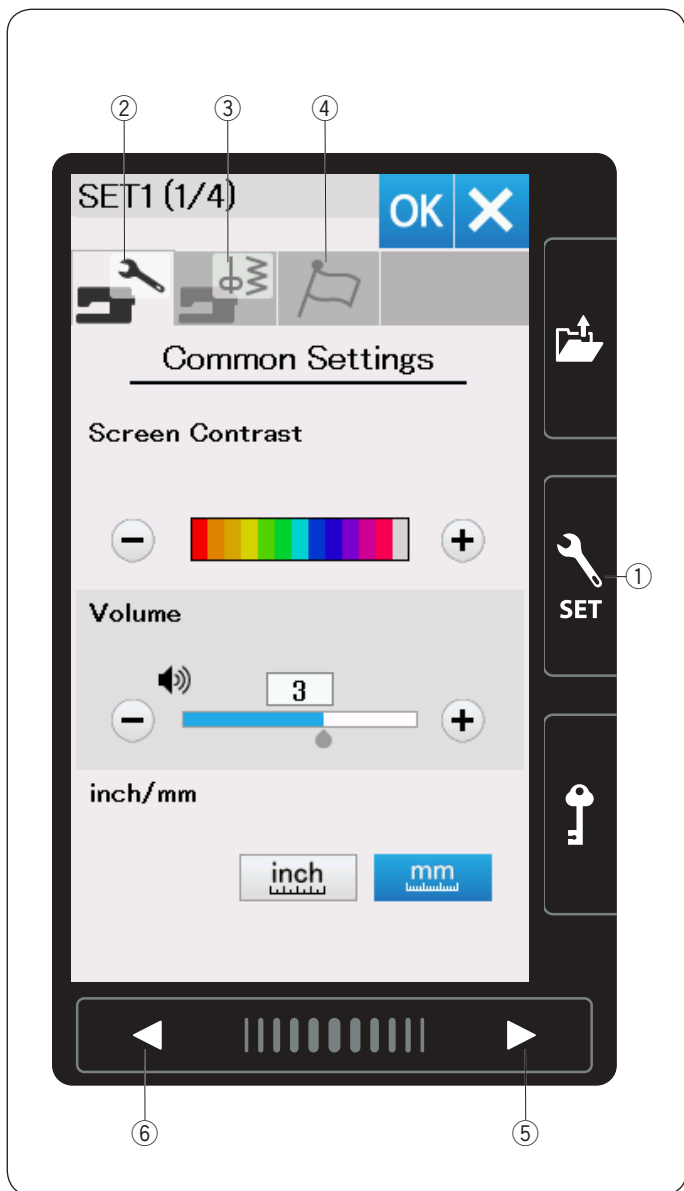 ② ③ ④
SET1 (1/4)
OK
Common Settings
Screen Contrast
①
SET
Volume
3
inch/mm
inch
mm
⑥ ⑤